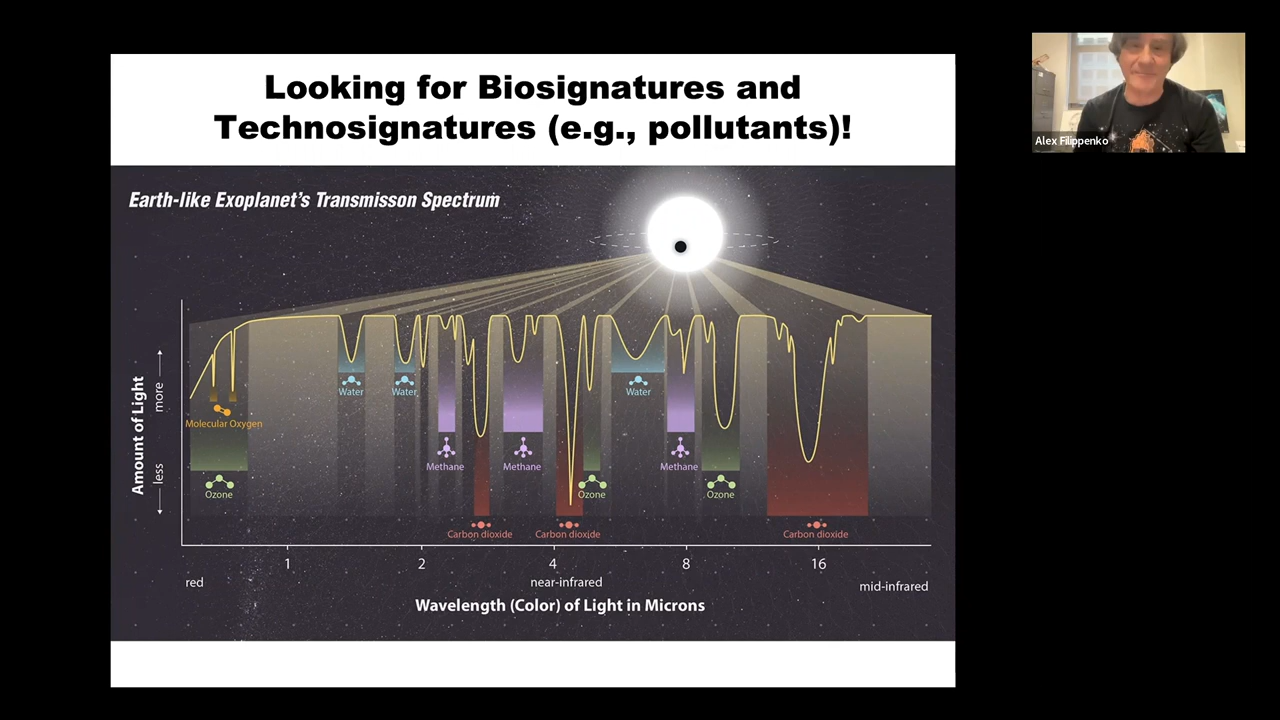 Looking for Biosignatures and
Technosignatures (e.g., pollutants)!
Alex Filippenko
Earth-like Exoplanet's Transmisson Spectrum
Amount of Light
more
less
Water
Water
Water
Molecular Oxygen
Methane
Methane
Methane
Ozone
Ozone
Ozone
Carbon dioxide
Carbon dioxide
Carbon dioxide
1
2
4
8
16
red
near-infrared
mid-infrared
Wavelength (Color) of Light in Microns